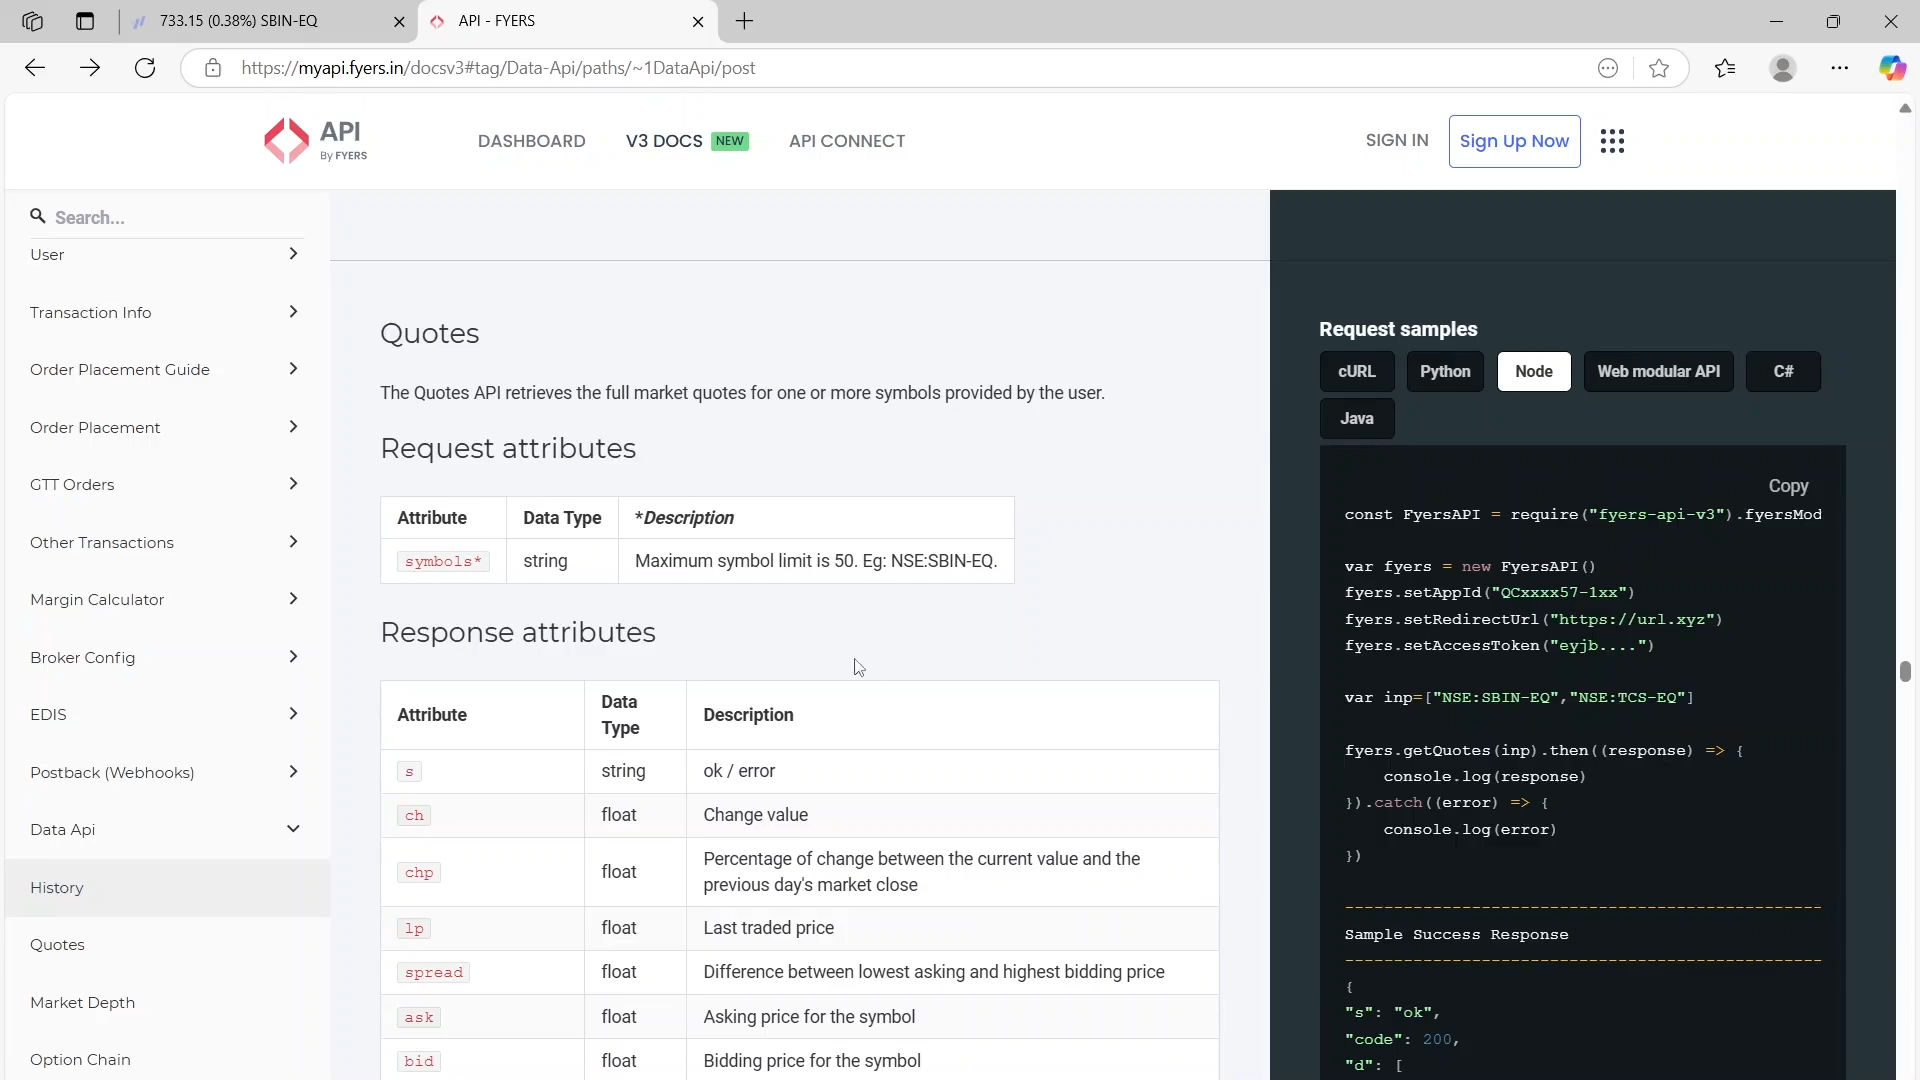 733.15 (0.38%) SBIN-EQ
API - FYERS
https://myapi.fyers.in/docsv3#tag/Data-Api/paths/~1DataApi/post
API
By FYERS
DASHBOARD
V3 DOCS NEW
API CONNECT
SIGN IN
Sign Up Now
Search...
User
Transaction Info
Order Placement Guide
Order Placement
GTT Orders
Other Transactions
Margin Calculator
Broker Config
EDIS
Postback (Webhooks)
Data Api
History
Quotes
Market Depth
Option Chain
Quotes
The Quotes API retrieves the full market quotes for one or more symbols provided by the user.
Request attributes
Attribute Data Type *Description
symbols* string Maximum symbol limit is 50. Eg: NSE:SBIN-EQ.
Response attributes
Attribute Data Type Description
s string ok / error
ch float Change value
chp float Percentage of change between the current value and the
previous day's market close
lp float Last traded price
spread float Difference between lowest asking and highest bidding price
ask float Asking price for the symbol
bid float Bidding price for the symbol
Request samples
cURL Python Node Web modular API C#
Java
Copy
const FyersAPI = require("fyers-api-v3").fyersMod
var fyers = new FyersAPI()
fyers.setAppId("QCxxxx57-1xx")
fyers.setRedirectUrl("https://url.xyz")
fyers.setAccessToken("eyjb....")
var inp=["NSE:SBIN-EQ","NSE:TCS-EQ"]
fyers.getQuotes(inp).then((response) => {
console.log(response)
}).catch((error) => {
console.log(error)
})
-------------------------------------------------
Sample Success Response
-------------------------------------------------
{
"s": "ok",
"code": 200,
"d": [